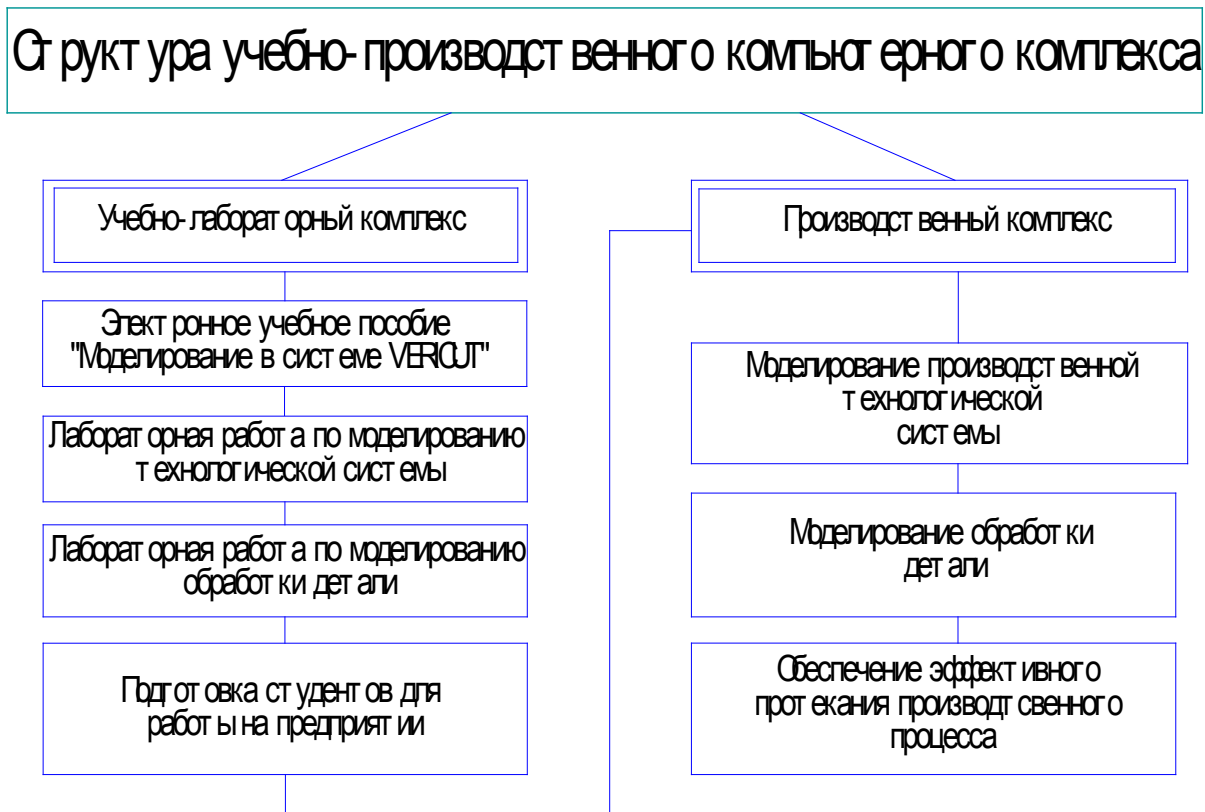 Структура учебно-производственного компьютерного комплекса
Учебно-лабораторный комплекс
Электронное учебное пособие
"Моделирование в системе VERICUT"
Лабораторная работа по моделированию
технологической системы
Лабораторная работа по моделированию
обработки детали
Подготовка студентов для
работы на предприятии
Производственный комплекс
Моделирование производственной
технологической
системы
Моделирование обработки
детали
Обеспечение эффективного
протекания производтсвенного
процесса